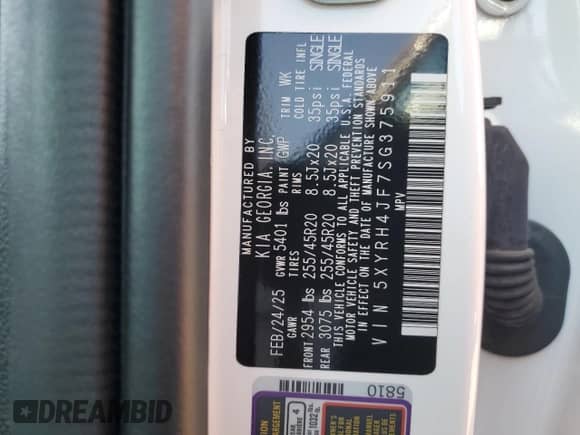 MANUFACTURED BY
KIA GEORGIA, INC.
FEB/24/25 GVWR 5401 lbs PAINT GWP TRIM WK
GAWR TIRES RIMS COLD TIRE INFL
FRONT 2954 lbs 255/45R20 8.5Jx20 35psi SINGLE
REAR 3075 lbs 255/45R20 8.5Jx20 35psi SINGLE
THIS VEHICLE CONFORMS TO ALL APPLICABLE U.S.A. FEDERAL
MOTOR VEHICLE SAFETY AND THEFT PREVENTION STANDARDS
IN EFFECT ON THE DATE OF MANUFACTURE SHOWN ABOVE
VIN 5XYRH4JF7SG375911
MPV
5810
DREAMBID